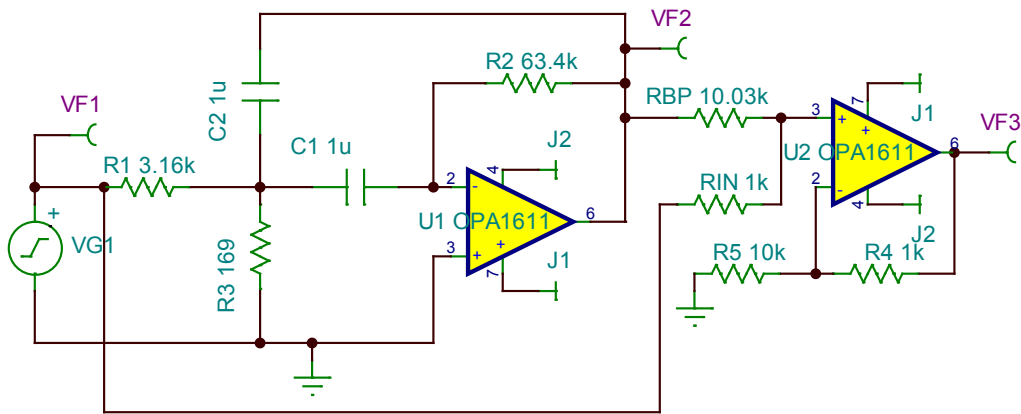 VF2
R2 63.4k
C2 1u
VF1
RBP 10.03k
7
J1
3
+
+
6
VF3
C1 1u
J2
U2 OPA1611
R1 3.16k
4
-
2
-
RIN 1k
2
4
J2
+
VG1
U1 OPA1611
6
R3 169
3
+
+
7
J1
R5 10k
R4 1k